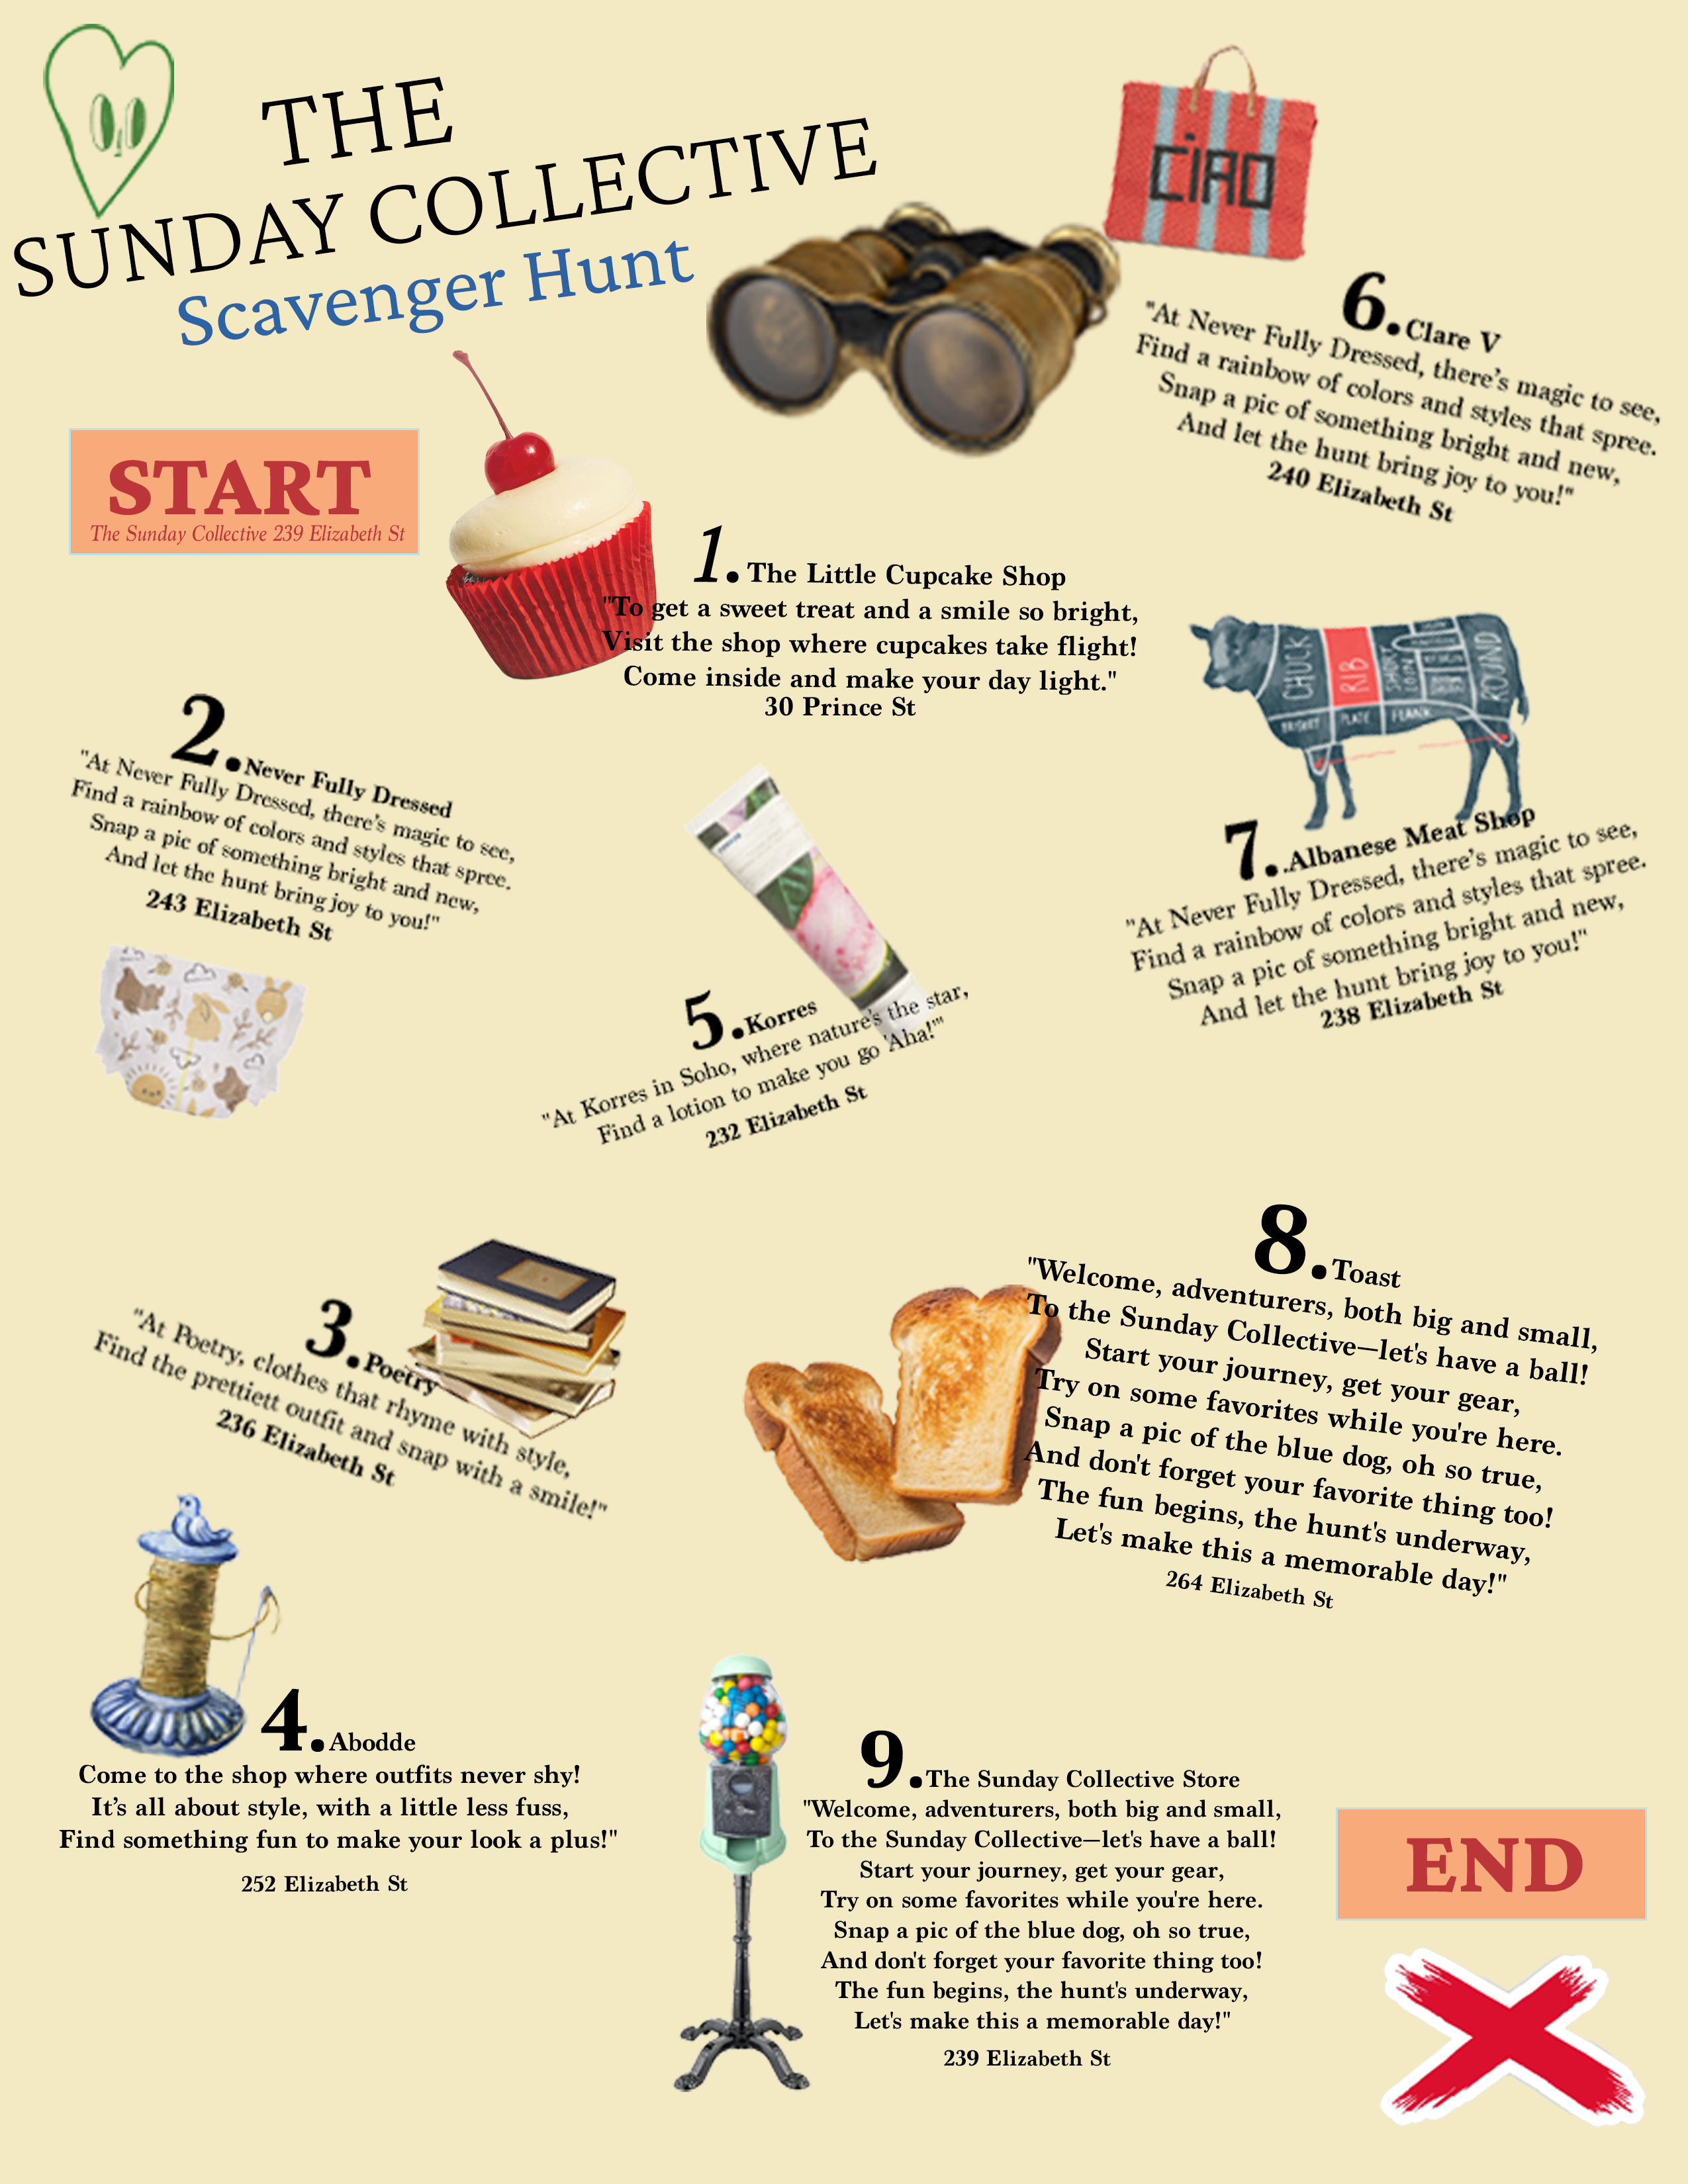 THE
SUNDAY COLLECTIVE
Scavenger Hunt
START
The Sunday Collective 239 Elizabeth St
1. The Little Cupcake Shop
"To get a sweet treat and a smile so bright,
Visit the shop where cupcakes take flight!
Come inside and make your day light."
30 Prince St
2. Never Fully Dressed
"At Never Fully Dressed, there's magic to see,
Find a rainbow of colors and styles that spree.
Snap a pic of something bright and new,
And let the hunt bring joy to you!"
243 Elizabeth St
3. Poetry
"At Poetry, clothes that rhyme with style,
Find the prettiett outfit and snap with a smile!"
236 Elizabeth St
4. Abodde
Come to the shop where outfits never shy!
It's all about style, with a little less fuss,
Find something fun to make your look a plus!"
252 Elizabeth St
5. Korres
"At Korres in Soho, where nature's the star,
Find a lotion to make you go 'Aha!'"
232 Elizabeth St
CiAO
6. Clare V
"At Never Fully Dressed, there's magic to see,
Find a rainbow of colors and styles that spree.
Snap a pic of something bright and new,
And let the hunt bring joy to you!"
240 Elizabeth St
CHUCK
RIB
SHORT LOIN
ROUND
BRISKET
PLATE
FLANK
7. .Albanese Meat Shop
"At Never Fully Dressed, there's magic to see,
Find a rainbow of colors and styles that spree.
Snap a pic of something bright and new,
And let the hunt bring joy to you!"
238 Elizabeth St
8. Toast
"Welcome, adventurers, both big and small,
To the Sunday Collective—let's have a ball!
Start your journey, get your gear,
Try on some favorites while you're here.
Snap a pic of the blue dog, oh so true,
And don't forget your favorite thing too!
The fun begins, the hunt's underway,
Let's make this a memorable day!"
264 Elizabeth St
9. The Sunday Collective Store
"Welcome, adventurers, both big and small,
To the Sunday Collective—let's have a ball!
Start your journey, get your gear,
Try on some favorites while you're here.
Snap a pic of the blue dog, oh so true,
And don't forget your favorite thing too!
The fun begins, the hunt's underway,
Let's make this a memorable day!"
239 Elizabeth St
END